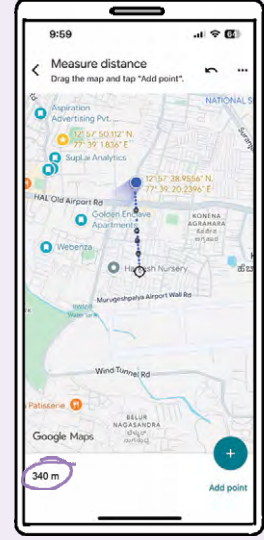 9:59
64
Measure distance
Drag the map and tap "Add point".
Aspiration
Advertising Pvt....
NATIONAL S
12° 57' 50.112" N,
77° 39' 1.836" E
SupLai Analytics
12°57' 38.9556" N,
77° 39' 20.2396" E
HAL Old Airport Rd
Golden Enclave
Apartments
KONENA
AGRAHARA
Webenza
Harish Nursery
Murugeshpalya Airport Wall Rd
Wind Tunnel Rd
Patisserie
BELUR
NAGASANDRA
Google Maps
340 m
Add point